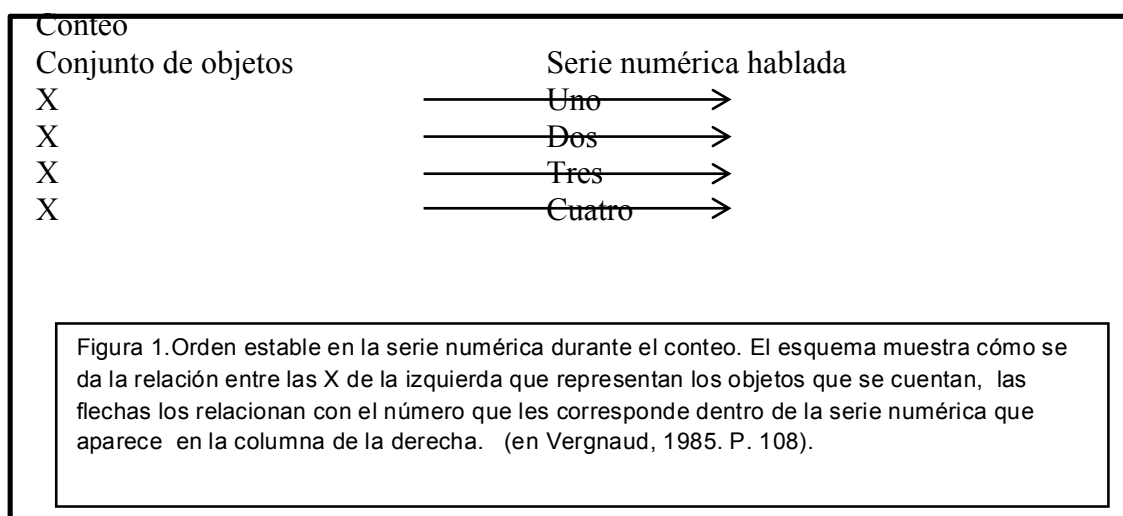 Conteo
Conjunto de objetos Serie numérica hablada
X Uno
X Dos
X Tres
X Cuatro
Figura 1.Orden estable en la serie numérica durante el conteo. El esquema muestra cómo se
da la relación entre las X de la izquierda que representan los objetos que se cuentan, las
flechas los relacionan con el número que les corresponde dentro de la serie numérica que
aparece en la columna de la derecha. (en Vergnaud, 1985. P. 108).